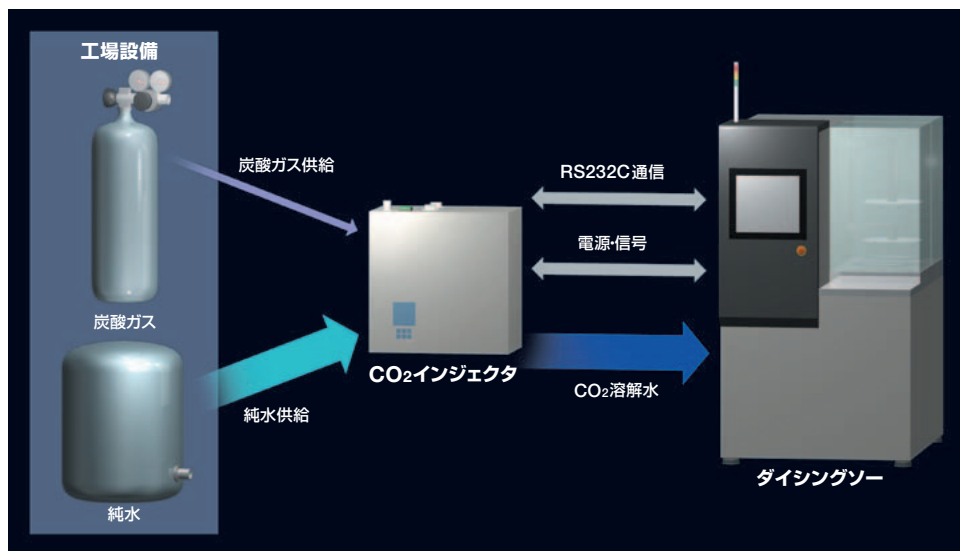 工場設備
炭酸ガス供給
RS232C通信
電源・信号
炭酸ガス
CO2インジェクタ
CO2溶解水
純水供給
ダイシングソー
純水